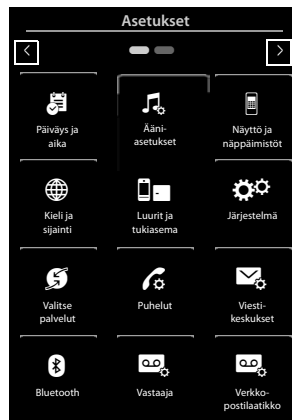 Asetukset
Päiväys ja
aika
Ääni-
asetukset
Näyttö ja
näppäimistöt
Kieli ja
sijainti
Luurit ja
tukiasema
Järjestelmä
Valitse
palvelut
Puhelut
Viesti-
keskukset
Bluetooth
Vastaaja
Verkko-
postilaatikko